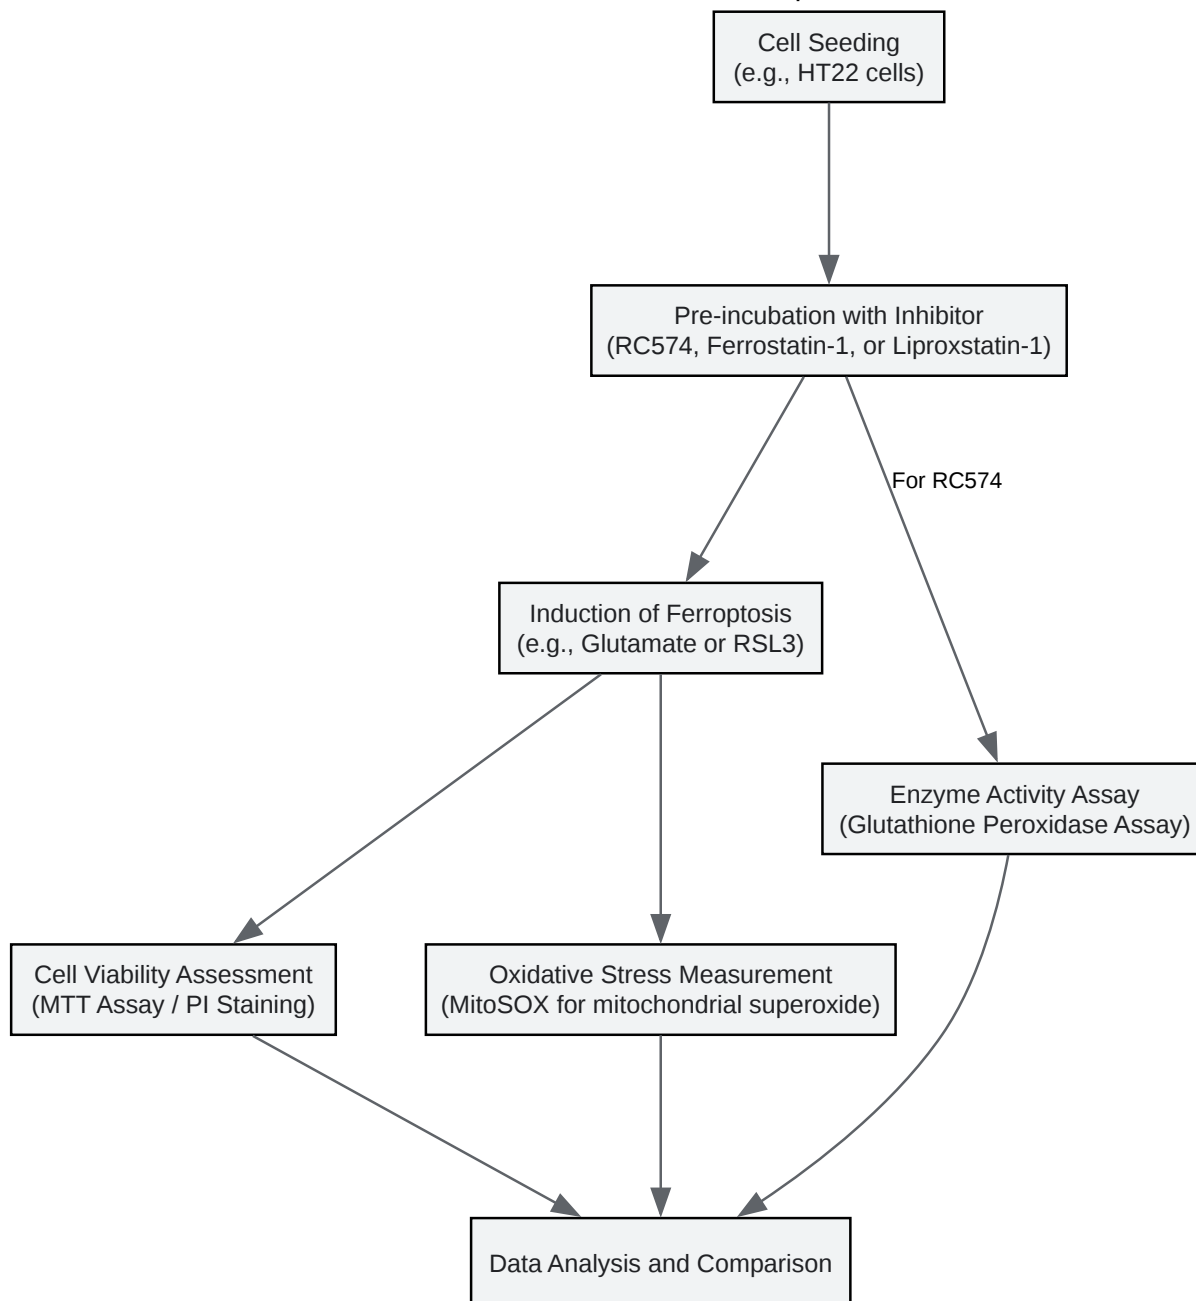 Cell Seeding
(e.g., HT22 cells)
Pre-incubation with Inhibitor
(RC574, Ferrostatin-1, or Liproxstatin-1)
For RC574
Induction of Ferroptosis
(e.g., Glutamate or RSL3)
Enzyme Activity Assay
(Glutathione Peroxidase Assay)
Cell Viability Assessment
(MTT Assay / PI Staining)
Oxidative Stress Measurement
(MitoSOX for mitochondrial superoxide)
Data Analysis and Comparison